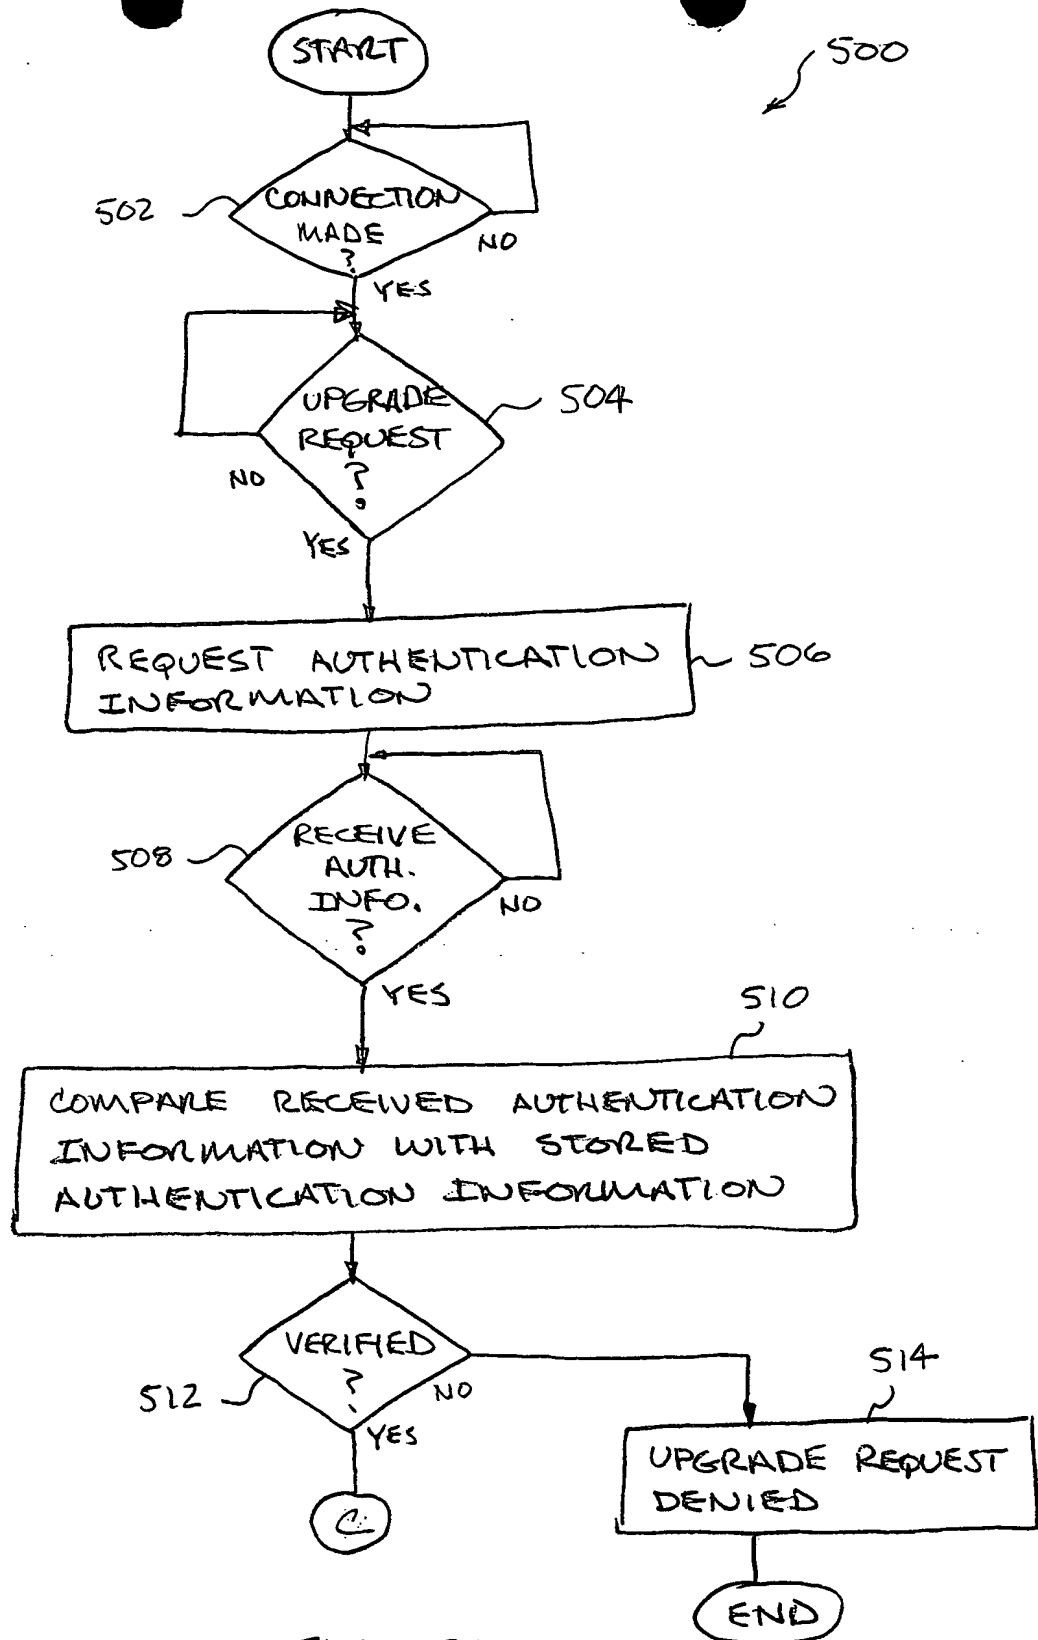 START
500
502
CONNECTION
MADE
?
NO
YES
504
UPGRADE
REQUEST
?
NO
YES
REQUEST AUTHENTICATION
INFORMATION
506
508
RECEIVE
AUTH.
INFO.
?
NO
YES
510
COMPARE RECEIVED AUTHENTICATION
INFORMATION WITH STORED
AUTHENTICATION INFORMATION
VERIFIED
?
512
NO
YES
514
UPGRADE REQUEST
DENIED
C
END